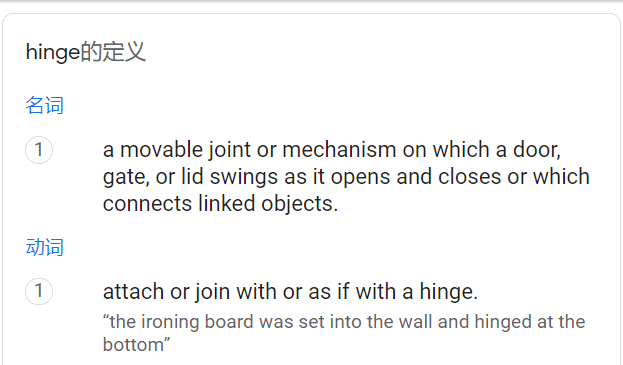 hinge的定义
名词
1
a movable joint or mechanism on which a door,
gate, or lid swings as it opens and closes or which
connects linked objects.
动词
1
attach or join with or as if with a hinge.
“the ironing board was set into the wall and hinged at the
bottom”